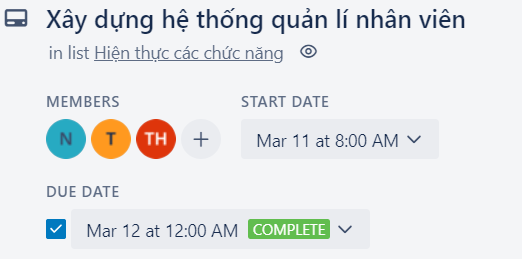 Xây dựng hệ thống quản lí nhân viên
in list Hiện thực các chức năng
MEMBERS
START DATE
N T TH +
Mar 11 at 8:00 AM
DUE DATE
Mar 12 at 12:00 AM COMPLETE